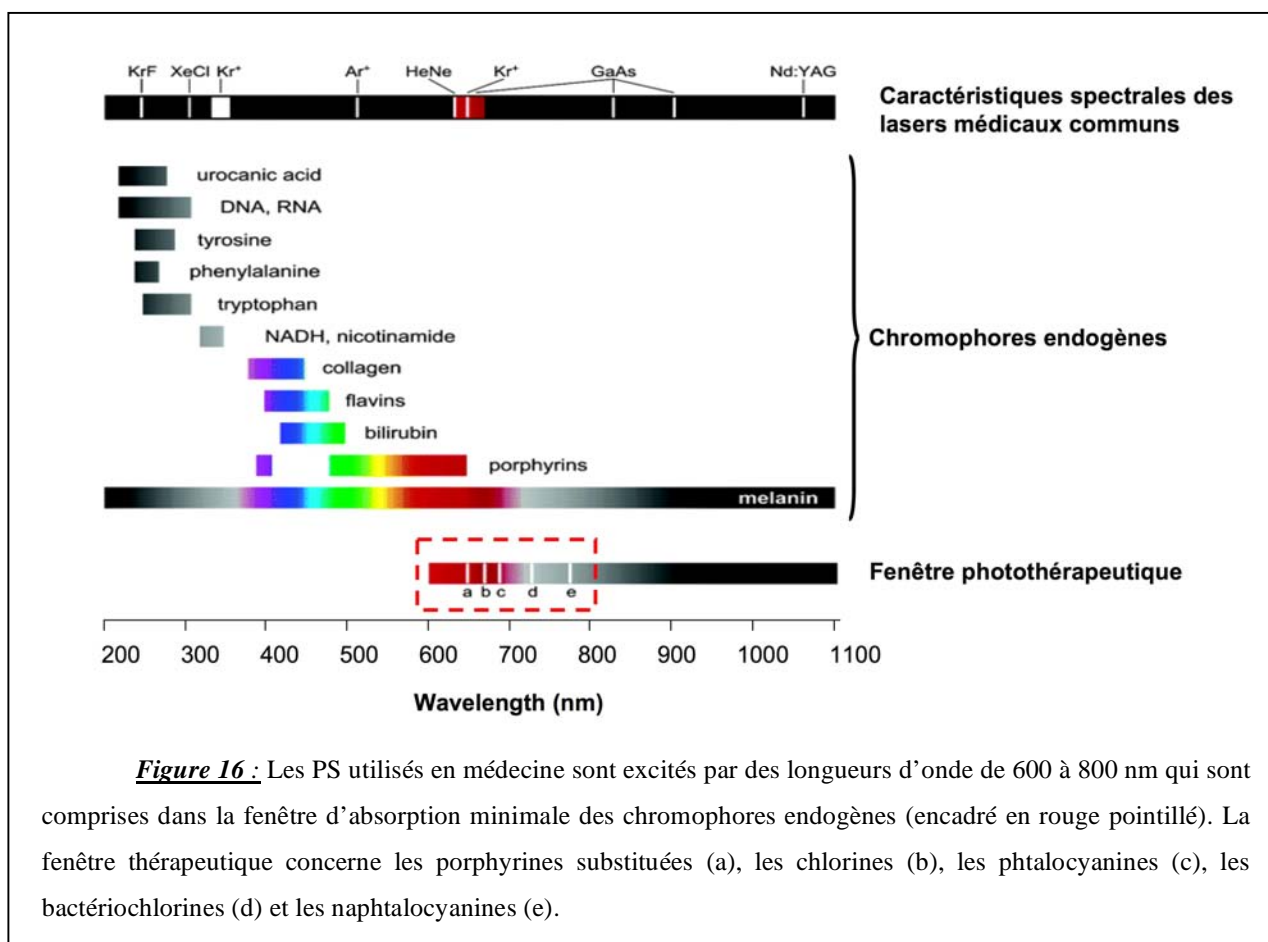 KrF XeCl Kr⁺ Ar⁺ HeNe Kr⁺ GaAs Nd:YAG
Caractéristiques spectrales des
lasers médicaux communs
urocanic acid
DNA, RNA
tyrosine
phenylalanine
tryptophan
NADH, nicotinamide
collagen
flavins
bilirubin
porphyrins
melanin
Chromophores endogènes
Fenêtre photothérapeutique
a b c d e
200 300 400 500 600 700 800 900 1000 1100
Wavelength (nm)
Figure 16 : Les PS utilisés en médecine sont excités par des longueurs d’onde de 600 à 800 nm qui sont
comprises dans la fenêtre d’absorption minimale des chromophores endogènes (encadré en rouge pointillé). La
fenêtre thérapeutique concerne les porphyrines substituées (a), les chlorines (b), les phtalocyanines (c), les
bactériochlorines (d) et les naphtalocyanines (e).